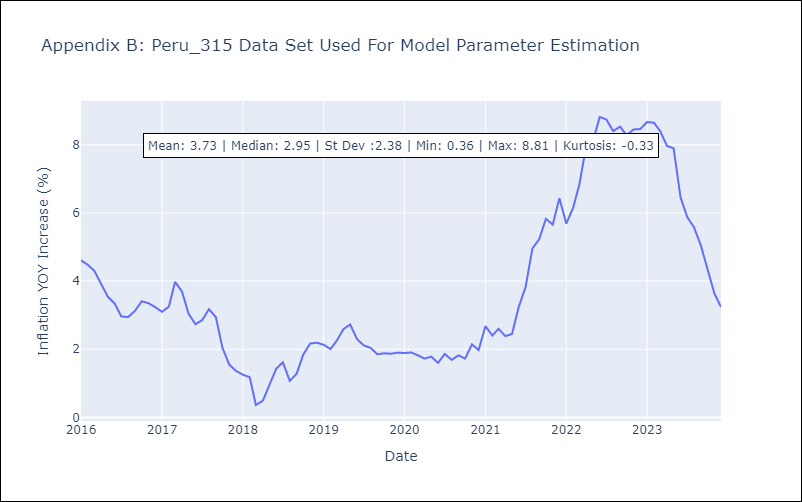 Appendix B: Peru_315 Data Set Used For Model Parameter Estimation
Mean: 3.73 | Median: 2.95 | St Dev :2.38 | Min: 0.36 | Max: 8.81 | Kurtosis: -0.33
Inflation YOY Increase (%)
8
6
4
2
0
2016 2017 2018 2019 2020 2021 2022 2023
Date